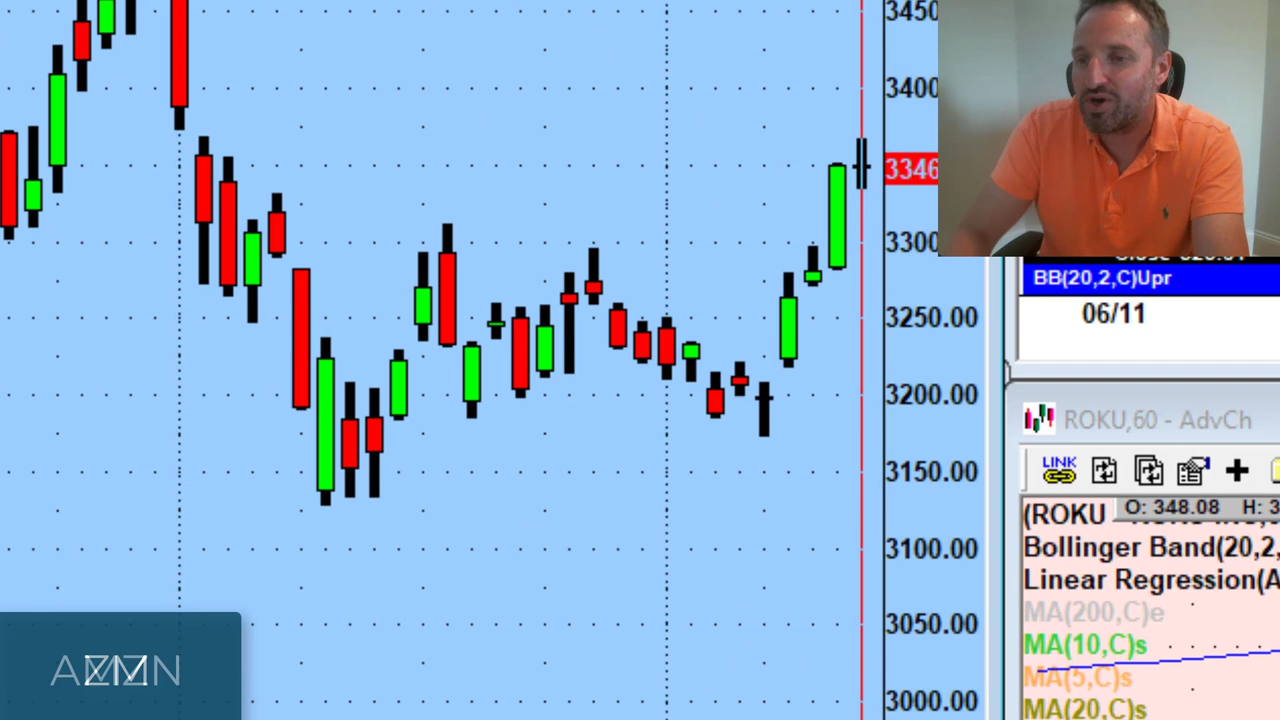 3450
3400
3346
3300
3250.00
3200.00
3150.00
3100.00
3050.00
3000.00
BB(20,2,C)Upr
06/11
ROKU,60 - AdvCh
LINK
O: 348.08 H: 3
(ROKU
Bollinger Band(20,2,
Linear Regression(A
MA(200,C)e
MA(10,C)s
MA(5,C)s
MA(20,C)s